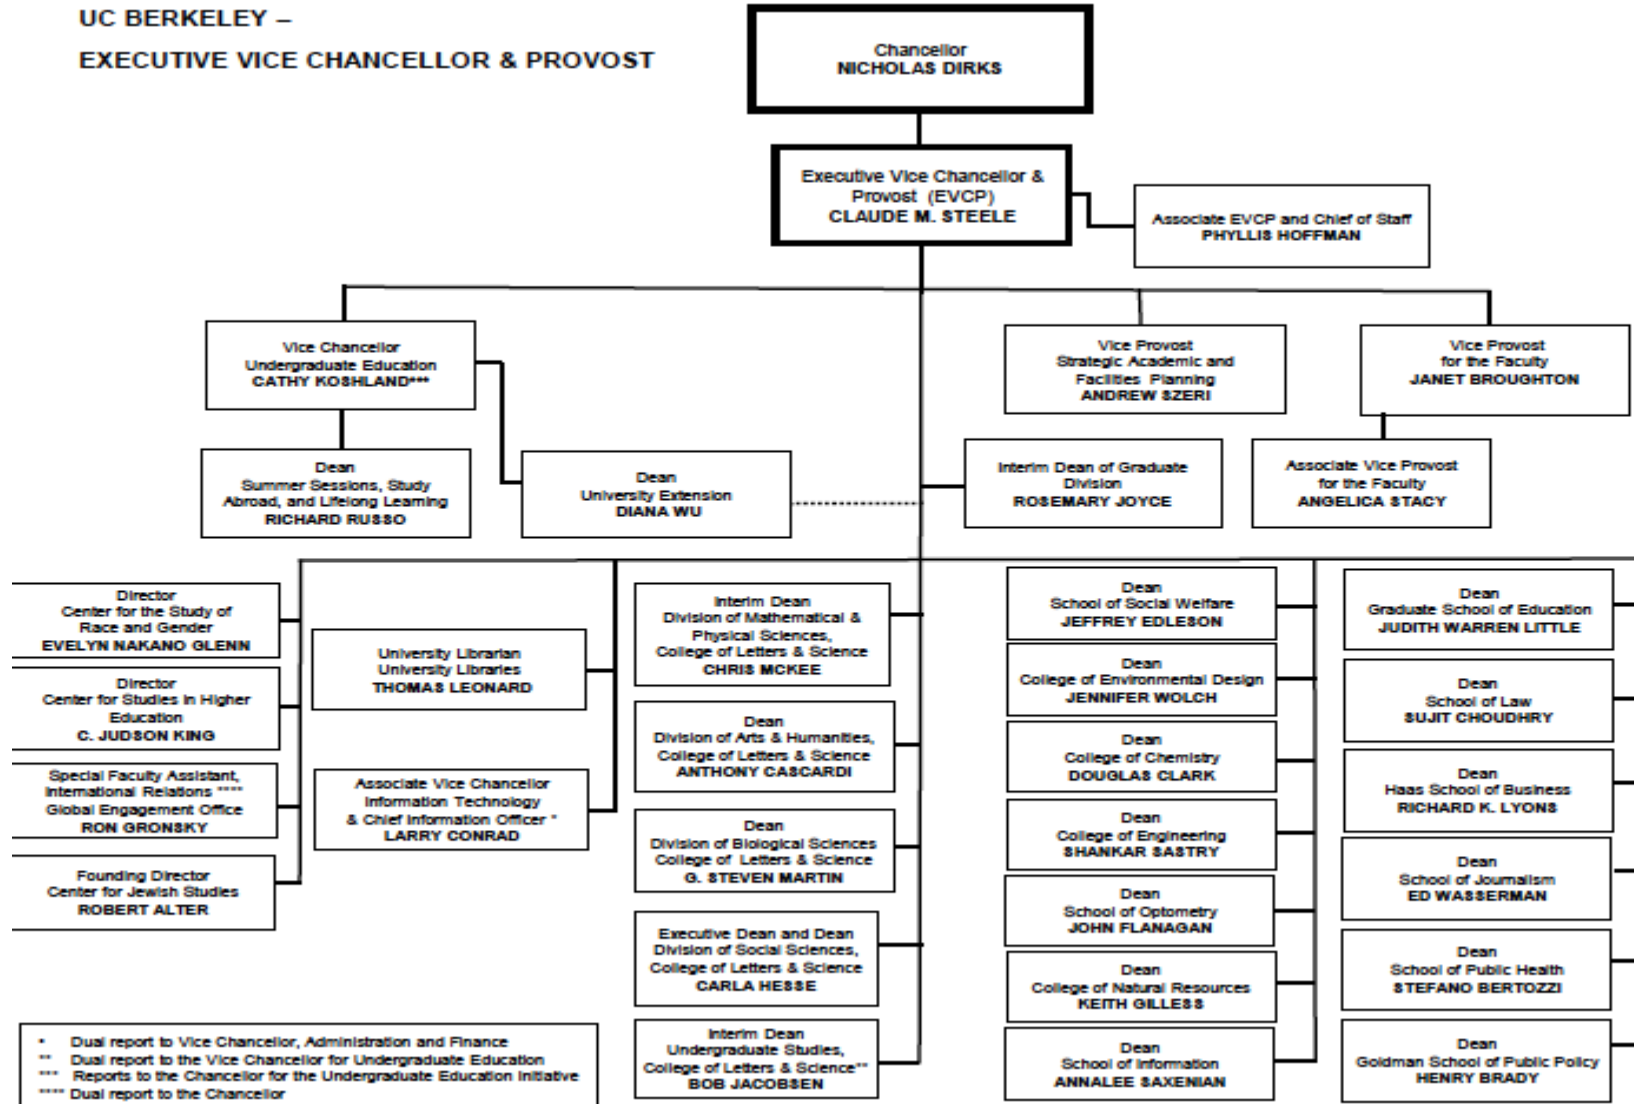 UC BERKELEY –
EXECUTIVE VICE CHANCELLOR & PROVOST
Chancellor
NICHOLAS DIRKS
Executive Vice Chancellor &
Provost (EVCP)
CLAUDE M. STEELE
Associate EVCP and Chief of Staff
PHYLLIS HOFFMAN
Vice Chancellor
Undergraduate Education
CATHY KOSHLAND***
Vice Provost
Strategic Academic and
Facilities Planning
ANDREW SZERI
Vice Provost
for the Faculty
JANET BROUGHTON
Dean
Summer Sessions, Study
Abroad, and Lifelong Learning
RICHARD RUSSO
Dean
University Extension
DIANA WU
Interim Dean of Graduate
Division
ROSEMARY JOYCE
Associate Vice Provost
for the Faculty
ANGELICA STACY
Director
Center for the Study of
Race and Gender
EVELYN NAKANO GLENN
Director
Center for Studies in Higher
Education
C. JUDSON KING
Special Faculty Assistant,
International Relations ****
Global Engagement Office
RON GRONSKY
Founding Director
Center for Jewish Studies
ROBERT ALTER
University Librarian
University Libraries
THOMAS LEONARD
Associate Vice Chancellor
Information Technology
& Chief Information Officer *
LARRY CONRAD
Interim Dean
Division of Mathematical &
Physical Sciences,
College of Letters & Science
CHRIS MCKEE
Dean
Division of Arts & Humanities,
College of Letters & Science
ANTHONY CASCARDI
Dean
Division of Biological Sciences
College of Letters & Science
G. STEVEN MARTIN
Executive Dean and Dean
Division of Social Sciences,
College of Letters & Science
CARLA HESSE
Interim Dean
Undergraduate Studies,
College of Letters & Science**
BOB JACOBSEN
Dean
School of Social Welfare
JEFFREY EDLESON
Dean
College of Environmental Design
JENNIFER WOLCH
Dean
College of Chemistry
DOUGLAS CLARK
Dean
College of Engineering
SHANKAR SASTRY
Dean
School of Optometry
JOHN FLANAGAN
Dean
College of Natural Resources
KEITH GILLESS
Dean
School of Information
ANNALEE SAXENIAN
Dean
Graduate School of Education
JUDITH WARREN LITTLE
Dean
School of Law
SUJIT CHOUDHRY
Dean
Haas School of Business
RICHARD K. LYONS
Dean
School of Journalism
ED WASSERMAN
Dean
School of Public Health
STEFANO BERTOZZI
Dean
Goldman School of Public Policy
HENRY BRADY
* Dual report to Vice Chancellor, Administration and Finance
** Dual report to the Vice Chancellor for Undergraduate Education
*** Reports to the Chancellor for the Undergraduate Education Initiative
**** Dual report to the Chancellor